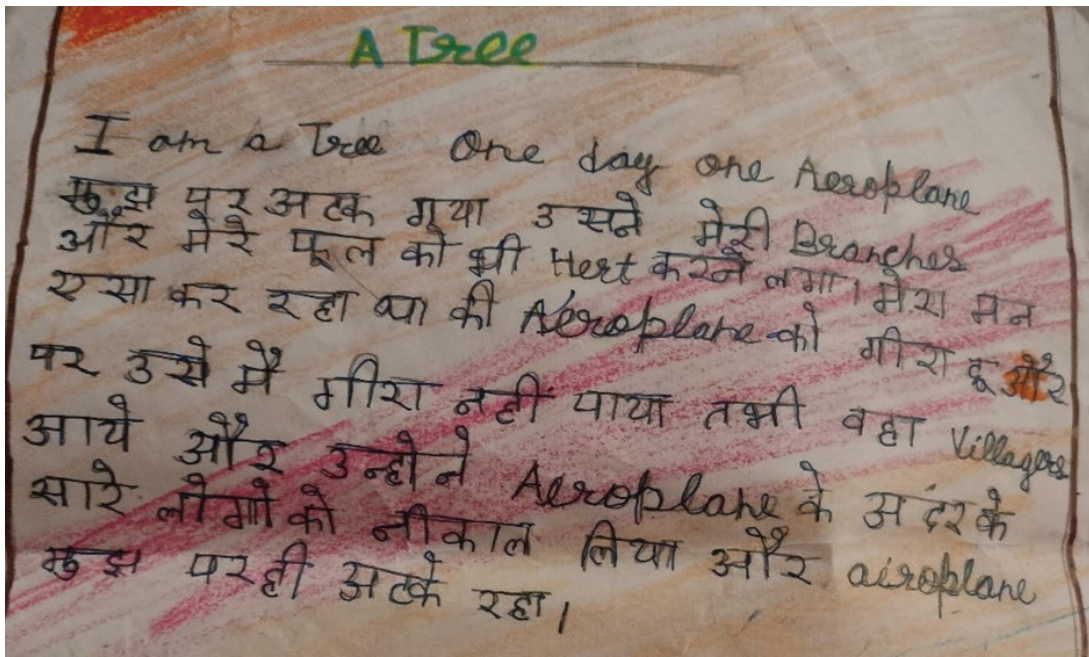 A Tree
I am a Tree One day one Aeroplane
मुझ पर अटक गया उसने मेरी Branches
और मेरे फूल को भी Hert करने लगा। मेरा मन
एसा कर रहा था की Aeroplane को गीरा दू और
पर उसे मै गीरा नहीं पाया तभी वहा Villagers
आये और उन्होने Aeroplane के अंदर के
सारे लोगो को नीकाल लिया और airoplane
मुझ पर ही अटके रहा।